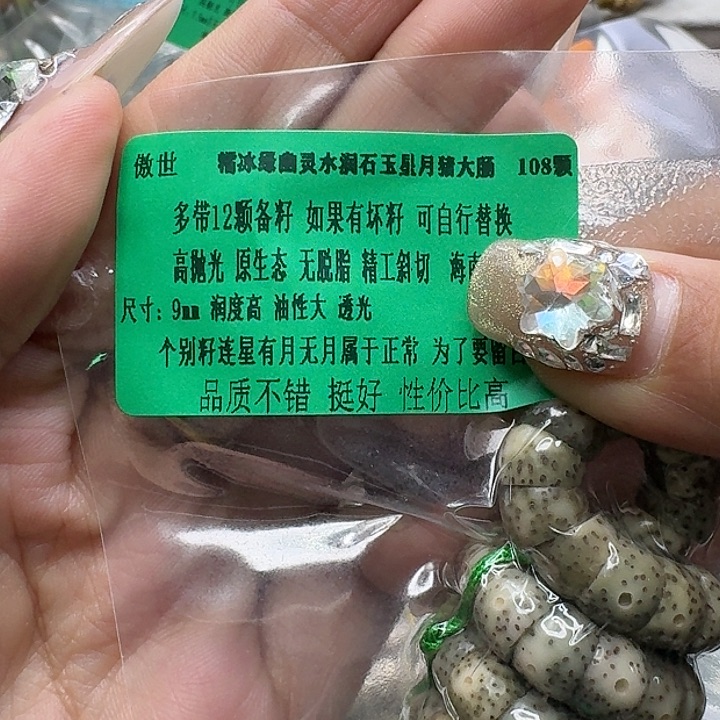 傲世 糯冰绿幽灵水润石玉星月猪大肠 108颗
多带12颗备籽 如果有坏籽 可自行替换
高抛光 原生态 无脱脂 精工斜切 海南
尺寸: 9mm 润度高 油性大 透光
个别籽连星有月无月属于正常 为了要留
品质不错 挺好 性价比高